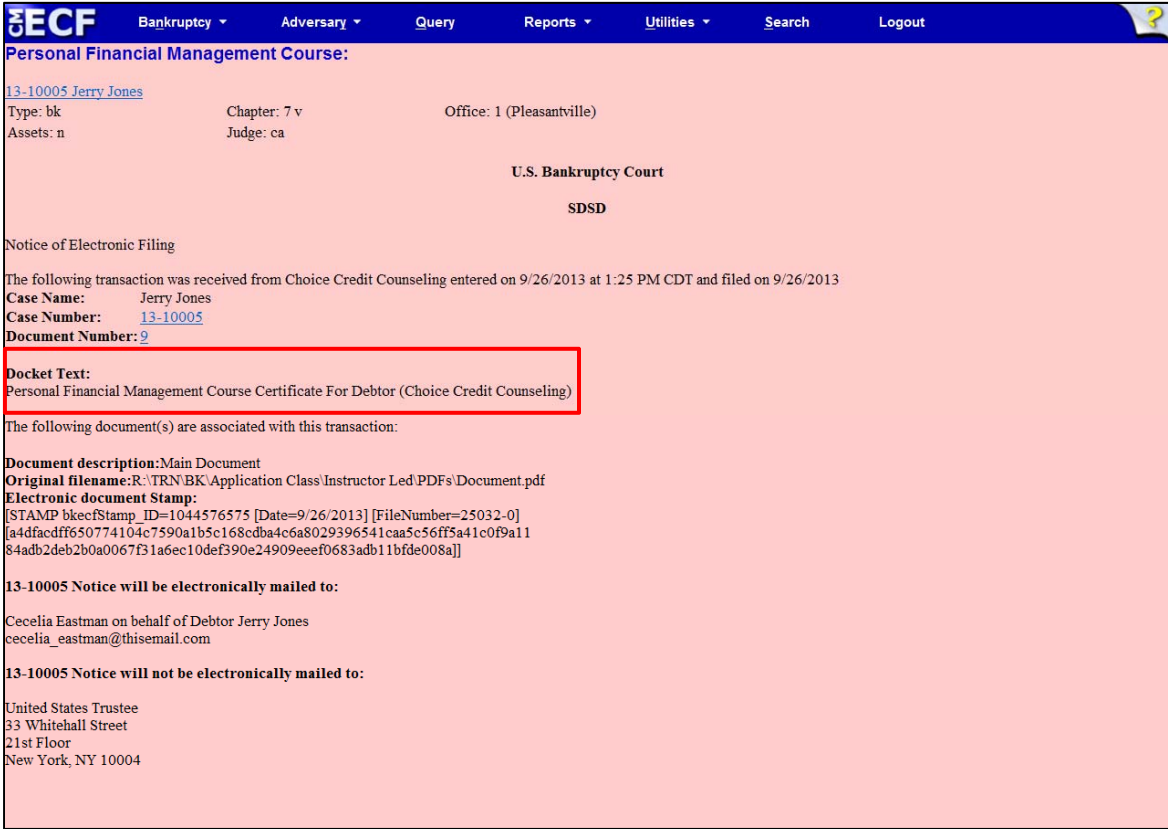 CM ECF Bankruptcy Adversary Query Reports Utilities Search Logout ?
Personal Financial Management Course:
13-10005 Jerry Jones
Type: bk Chapter: 7 v Office: 1 (Pleasantville)
Assets: n Judge: ca
U.S. Bankruptcy Court
SDSD
Notice of Electronic Filing
The following transaction was received from Choice Credit Counseling entered on 9/26/2013 at 1:25 PM CDT and filed on 9/26/2013
Case Name: Jerry Jones
Case Number: 13-10005
Document Number: 9
Docket Text:
Personal Financial Management Course Certificate For Debtor (Choice Credit Counseling)
The following document(s) are associated with this transaction:
Document description:Main Document
Original filename:R:\TRN\BK\Application Class\Instructor Led\PDFs\Document.pdf
Electronic document Stamp:
[STAMP bkecfStamp_ID=1044576575 [Date=9/26/2013] [FileNumber=25032-0]
[a4dfacdff650774104c7590a1b5c168cdba4c6a8029396541caa5c56ff5a41c0f9a11
84adb2deb2b0a0067f31a6ec10def390e24909eeef0683adb11bfde008a]]
13-10005 Notice will be electronically mailed to:
Cecelia Eastman on behalf of Debtor Jerry Jones
cecelia_eastman@thisemail.com
13-10005 Notice will not be electronically mailed to:
United States Trustee
33 Whitehall Street
21st Floor
New York, NY 10004